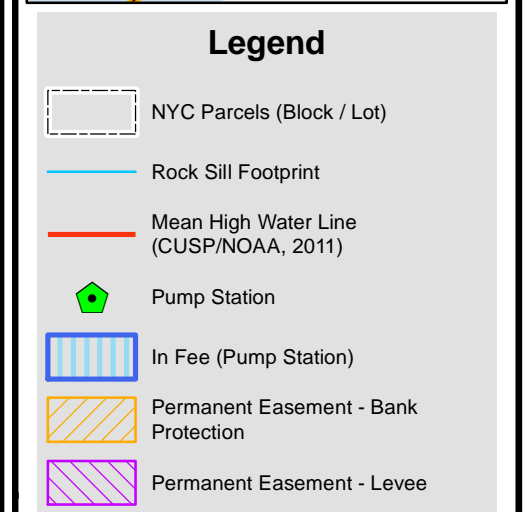 Legend
NYC Parcels (Block / Lot)
Rock Sill Footprint
Mean High Water Line
(CUSP/NOAA, 2011)
Pump Station
In Fee (Pump Station)
Permanent Easement - Bank
Protection
Permanent Easement - Levee